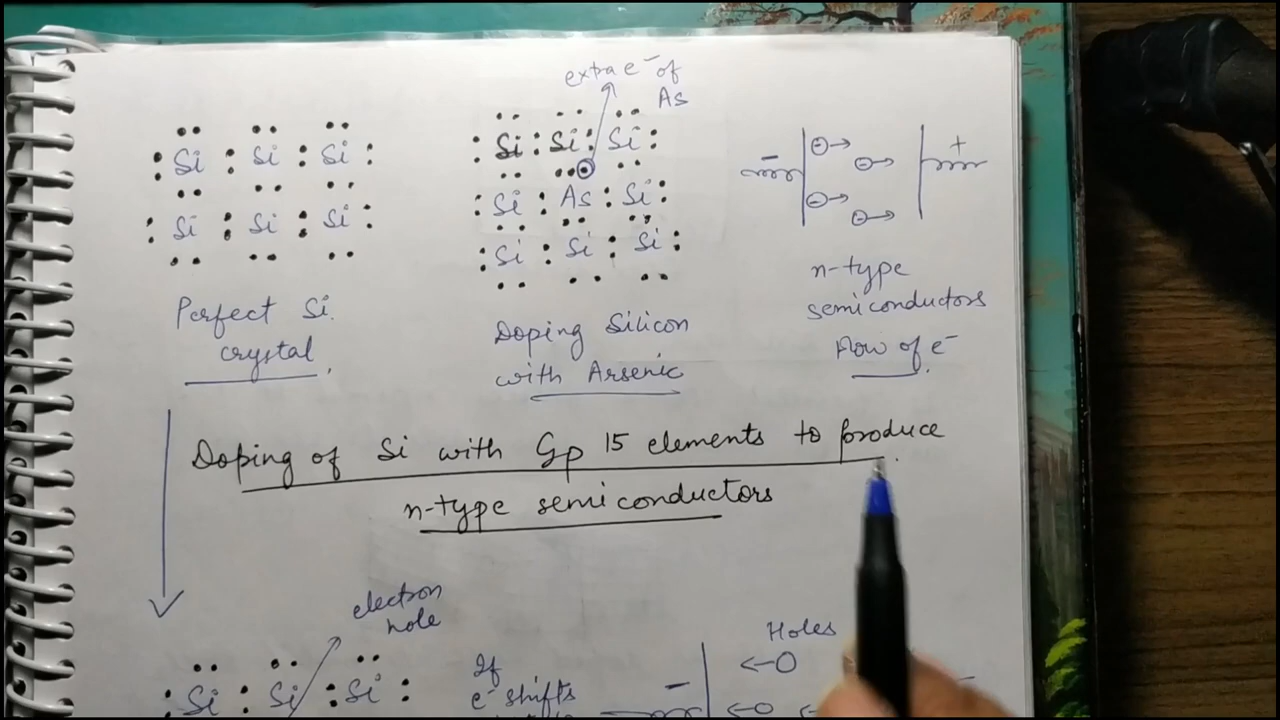 Si Si Si
Si Si Si
Perfect Si.
crystal
extra e⁻ of
As
Si Si Si
Si As Si
Si Si Si
Doping Silicon
with Arsenic
− ⊖→ ⊖→ +
⊖→ ⊖→
n-type
semiconductors
Flow of e⁻
Doping of Si with Gp 15 elements to produce
n-type semiconductors
electron
hole
Si Si Si
If
e⁻ shifts
Holes
− ←O
←O